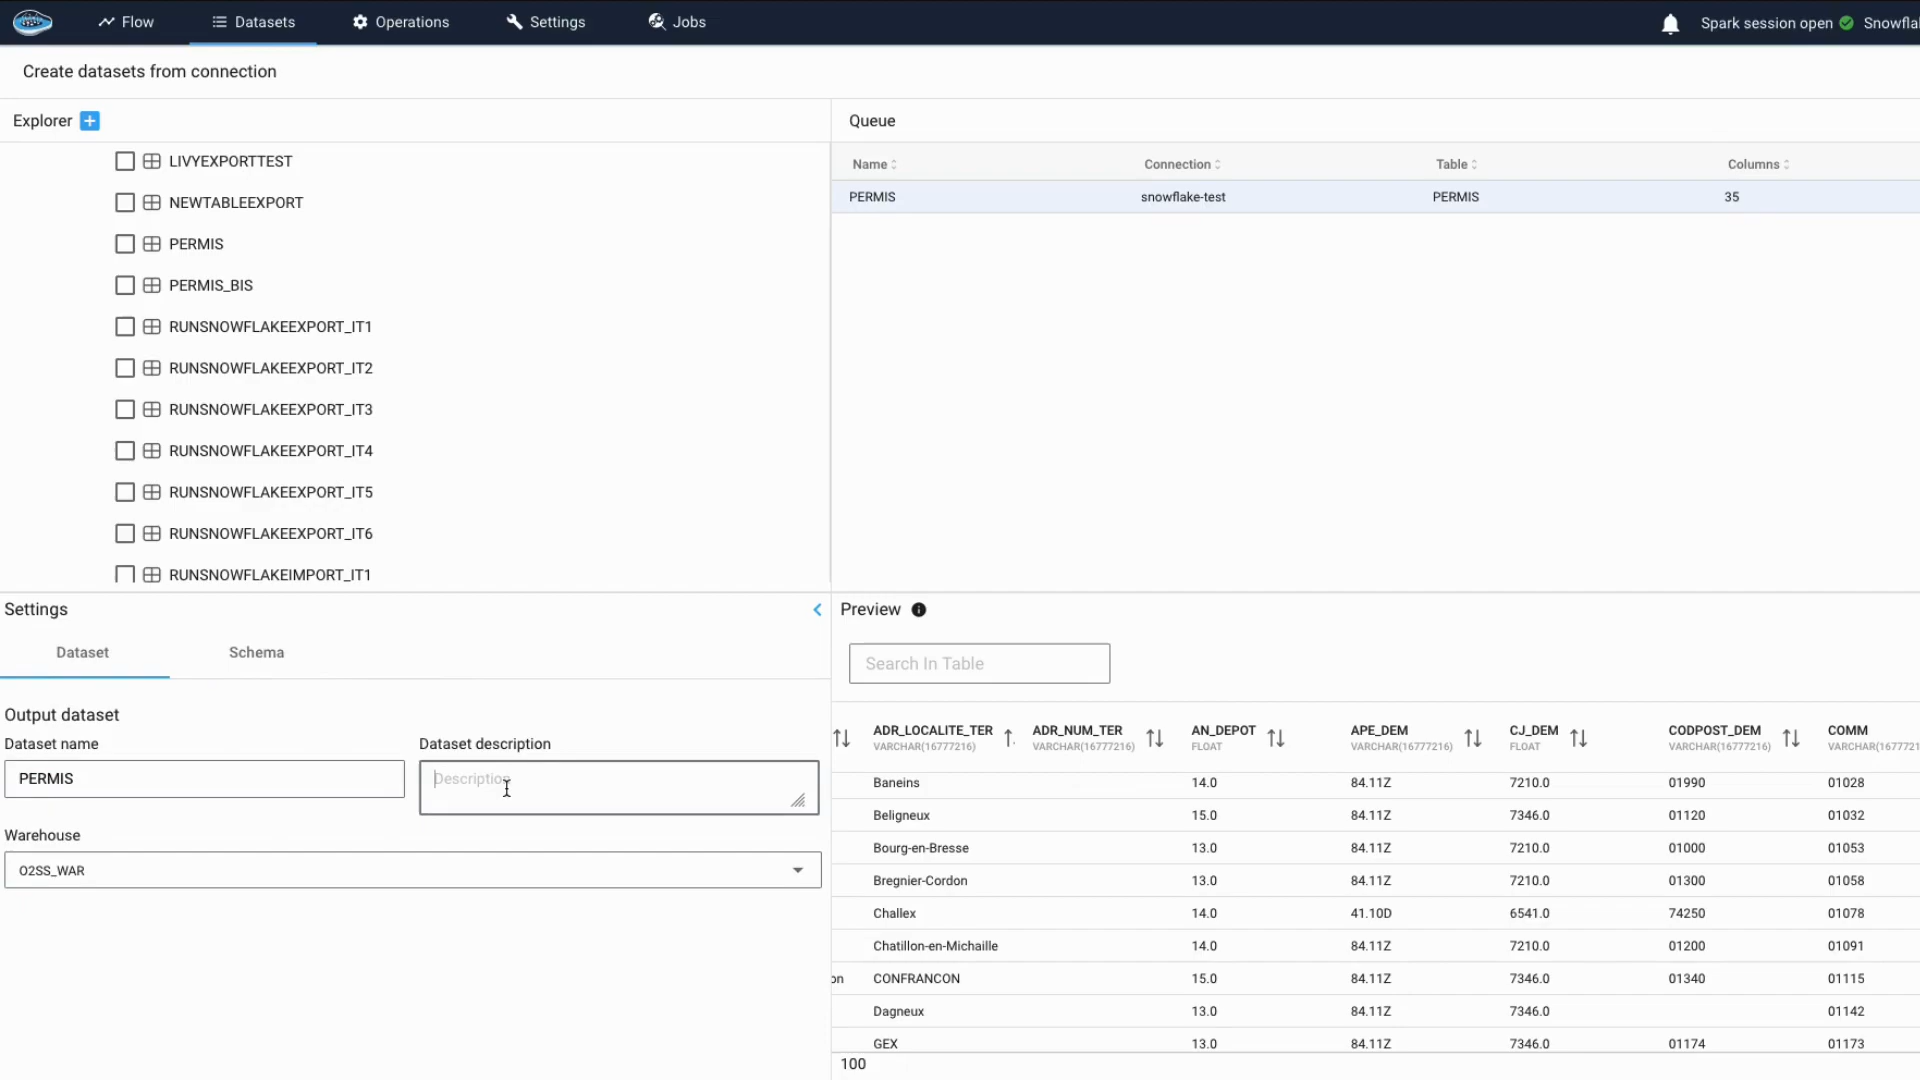 Flow Datasets Operations Settings Jobs Spark session open Snowfla
Create datasets from connection
Explorer
LIVYEXPORTTEST
NEWTABLEEXPORT
PERMIS
PERMIS_BIS
RUNSNOWFLAKEEXPORT_IT1
RUNSNOWFLAKEEXPORT_IT2
RUNSNOWFLAKEEXPORT_IT3
RUNSNOWFLAKEEXPORT_IT4
RUNSNOWFLAKEEXPORT_IT5
RUNSNOWFLAKEEXPORT_IT6
RUNSNOWFLAKEIMPORT_IT1
Queue
Name Connection Table Columns
PERMIS snowflake-test PERMIS 35
Settings
Dataset Schema
Output dataset
Dataset name Dataset description
PERMIS Description
Warehouse
O2SS_WAR
Preview
Search In Table
ADR_LOCALITE_TER ADR_NUM_TER AN_DEPOT APE_DEM CJ_DEM CODPOST_DEM COMM
VARCHAR(16777216) VARCHAR(16777216) FLOAT VARCHAR(16777216) FLOAT VARCHAR(16777216) VARCHAR(1677721
Baneins 14.0 84.11Z 7210.0 01990 01028
Beligneux 15.0 84.11Z 7346.0 01120 01032
Bourg-en-Bresse 13.0 84.11Z 7210.0 01000 01053
Bregnier-Cordon 13.0 84.11Z 7210.0 01300 01058
Challex 14.0 41.10D 6541.0 74250 01078
Chatillon-en-Michaille 14.0 84.11Z 7210.0 01200 01091
on CONFRANCON 15.0 84.11Z 7346.0 01340 01115
Dagneux 13.0 84.11Z 7346.0 01142
GEX 13.0 84.11Z 7346.0 01174 01173
100